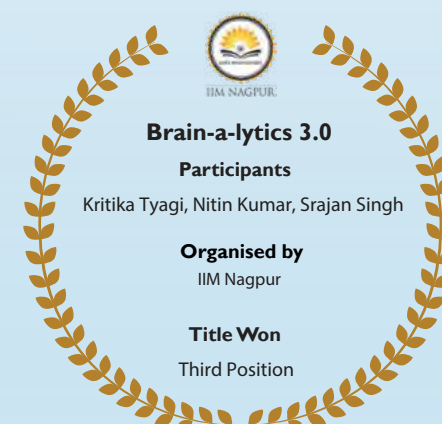 IIM NAGPUR
Brain-a-lytics 3.0
Participants
Kritika Tyagi, Nitin Kumar, Srajan Singh
Organised by
IIM Nagpur
Title Won
Third Position